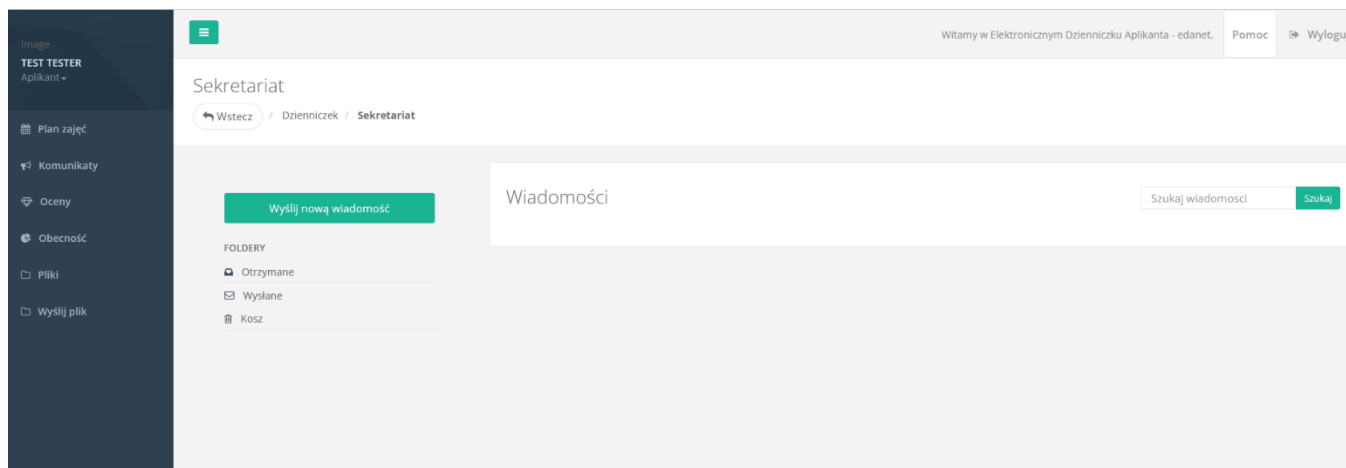 Image
TEST TESTER
Aplikant
Plan zajęć
Komunikaty
Oceny
Obecność
Pliki
Wyślij plik
Witamy w Elektronicznym Dzienniczku Aplikanta - edanet.
Pomoc
Wylogu
Sekretariat
Wstecz / Dzienniczek / Sekretariat
Wyślij nową wiadomość
FOLDERY
Otrzymane
Wysłane
Kosz
Wiadomości
Szukaj wiadomosci
Szukaj